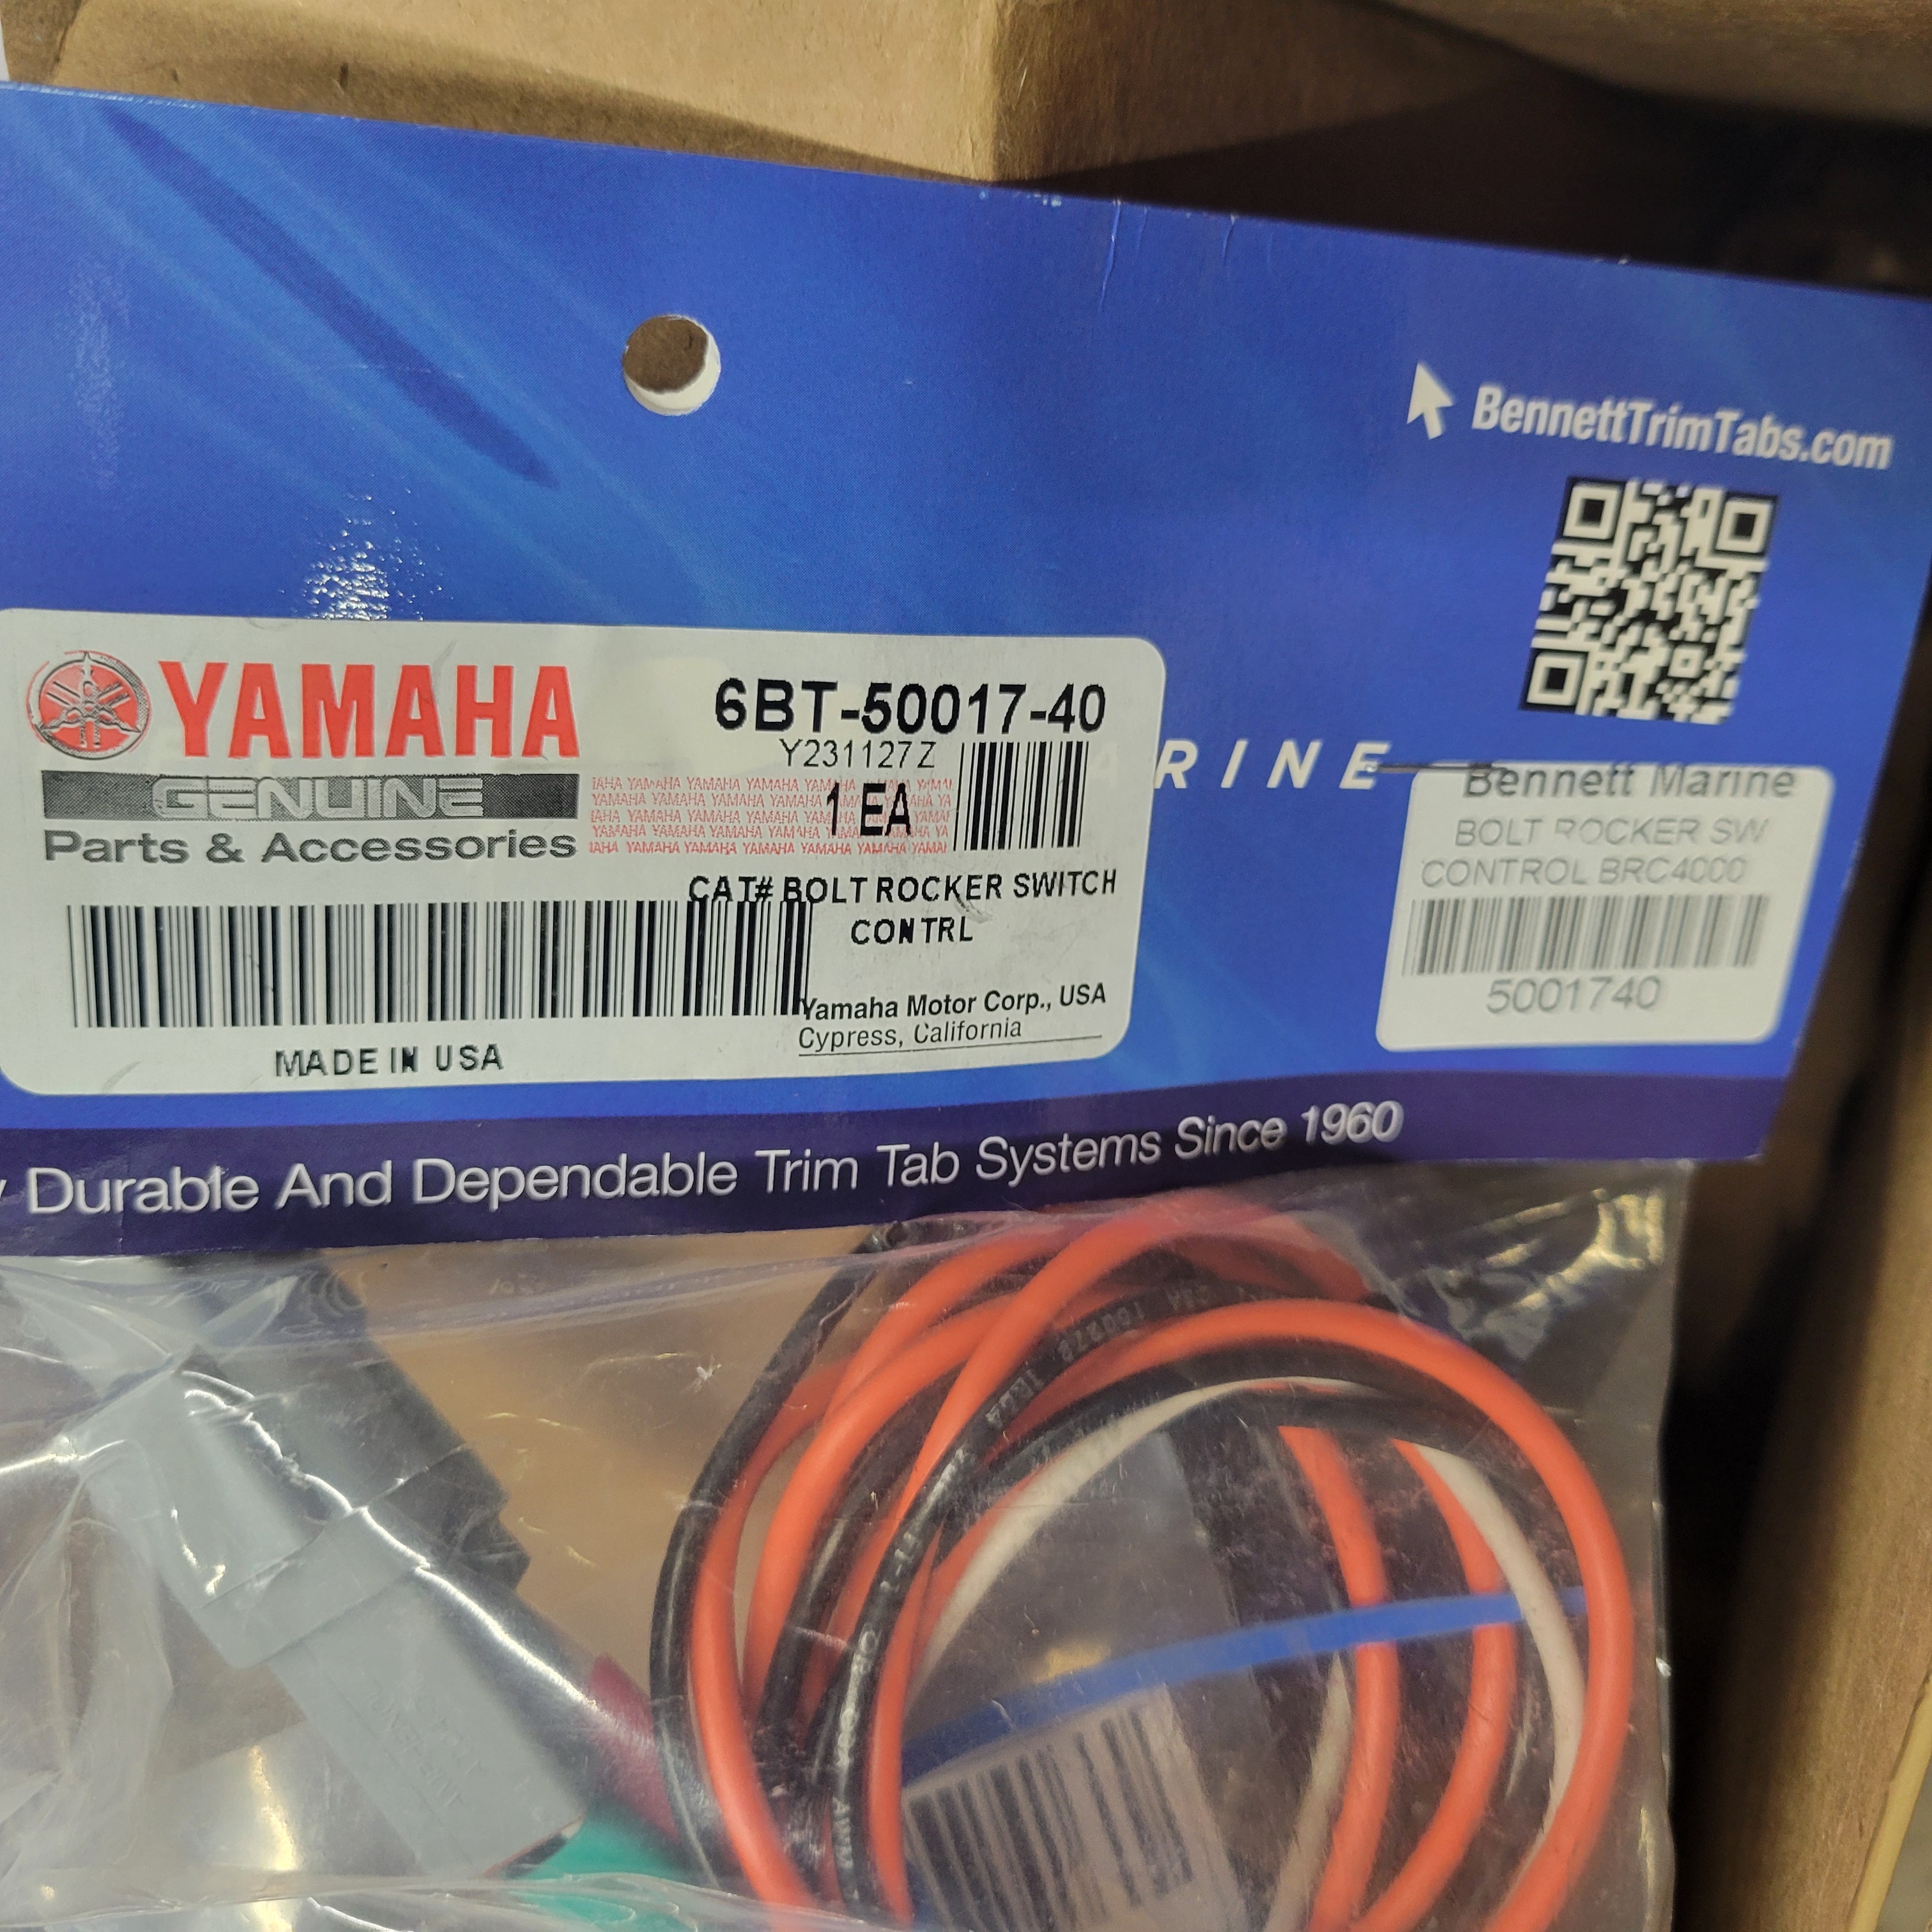 BennettTrimTabs.com
YAMAHA
GENUINE
Parts & Accessories
6BT-50017-40
Y231127Z
1 EA
CAT# BOLT ROCKER SWITCH
CONTRL
Yamaha Motor Corp., USA
Cypress, California
MADE IN USA
ARINE
Bennett Marine
BOLT ROCKER SW
CONTROL BRC4000
5001740
Durable And Dependable Trim Tab Systems Since 1960